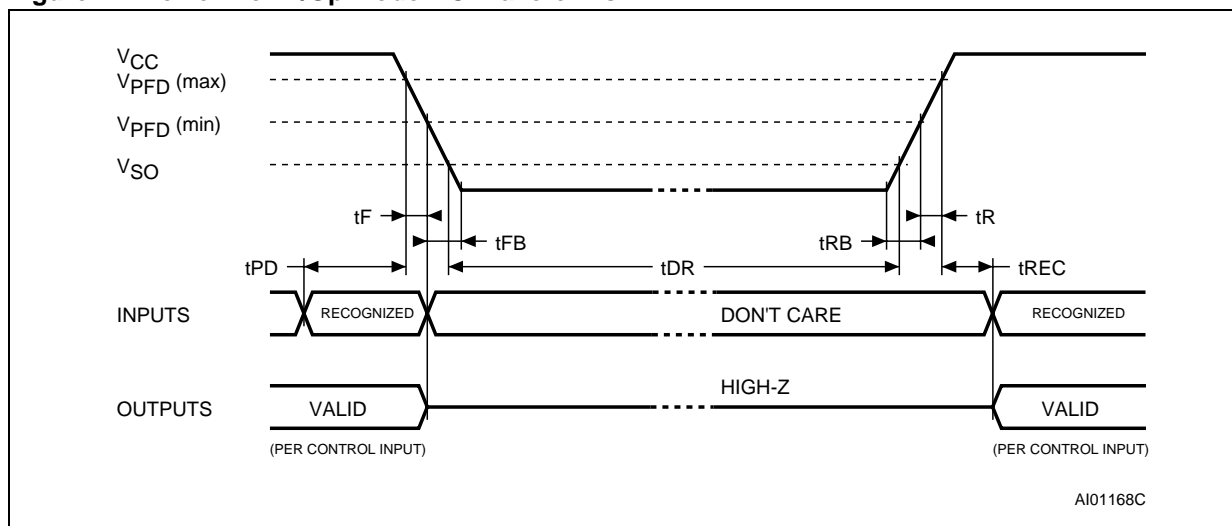 VCC
VPFD (max)
VPFD (min)
VSO
tF
tR
tFB
tRB
tPD
tDR
tREC
INPUTS
RECOGNIZED
DON'T CARE
RECOGNIZED
HIGH-Z
OUTPUTS
VALID
VALID
(PER CONTROL INPUT)
(PER CONTROL INPUT)
AI01168C